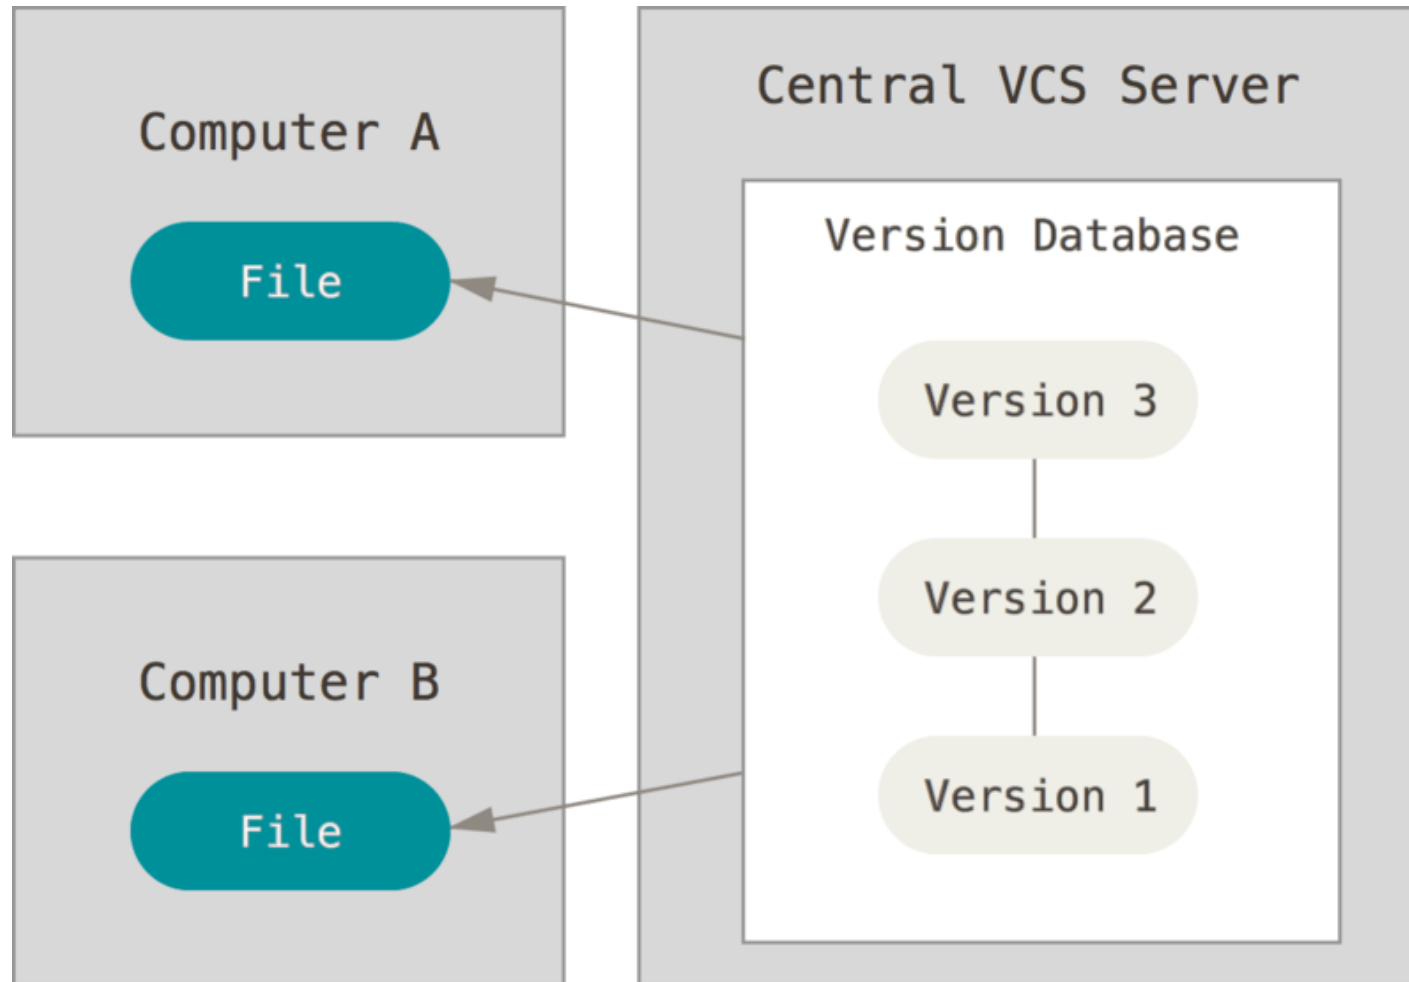 Computer A
File
Computer B
File
Central VCS Server
Version Database
Version 3
Version 2
Version 1